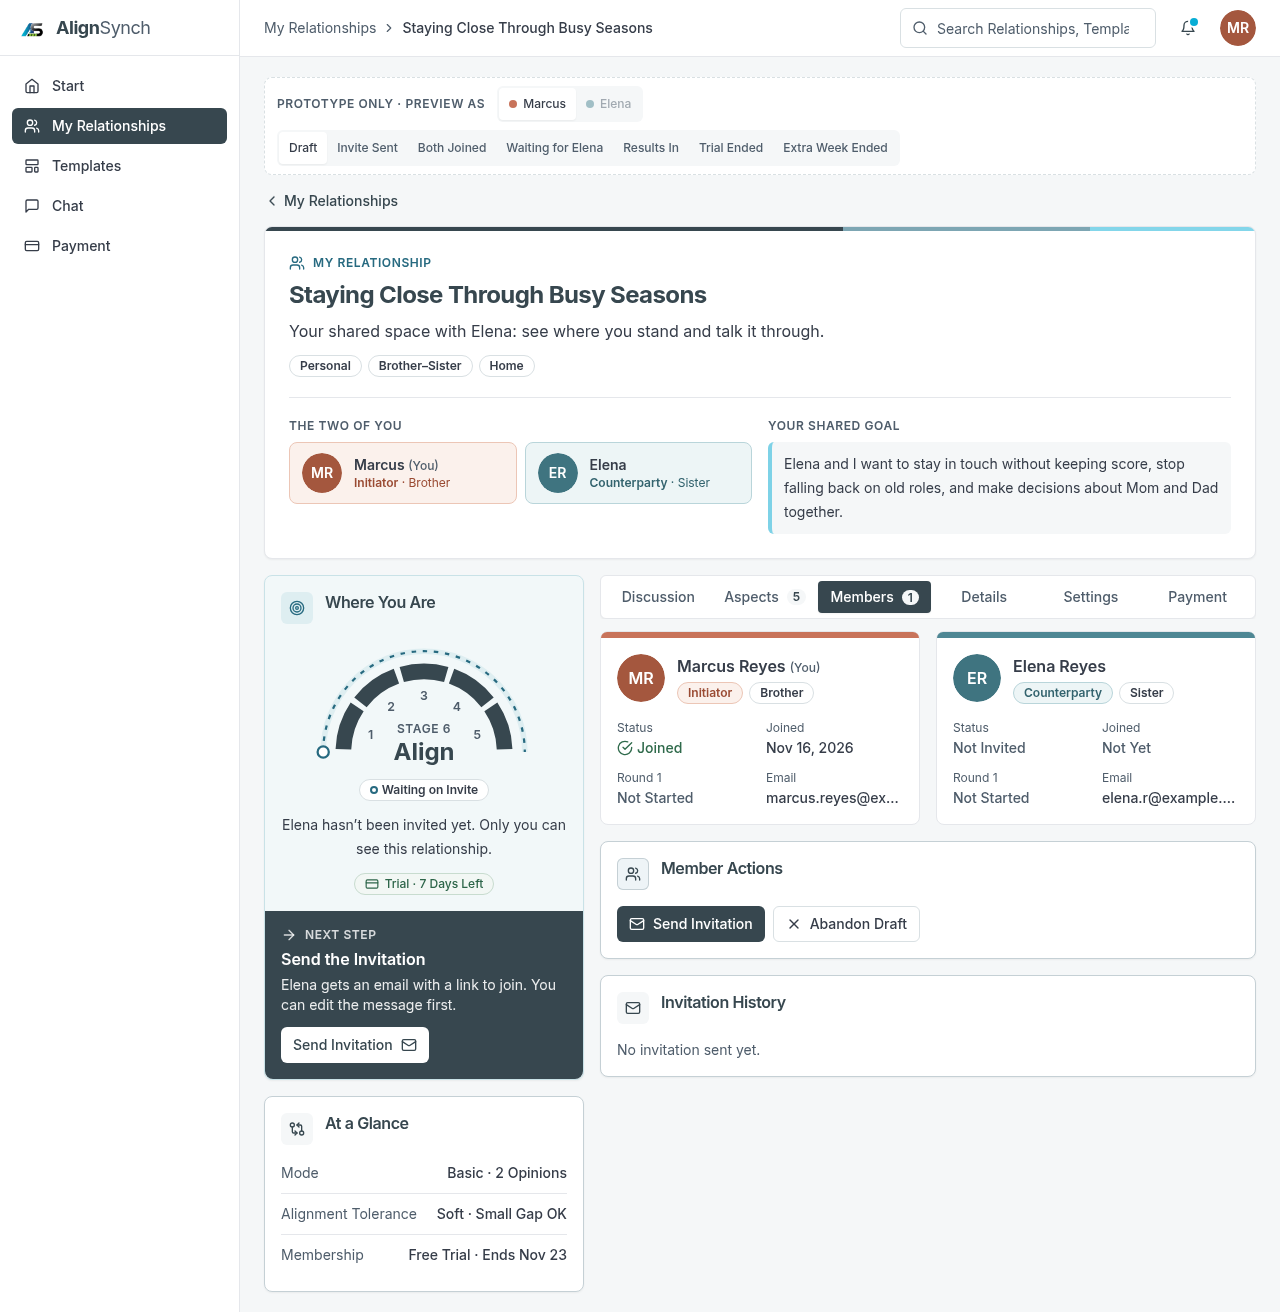 AlignSynch
My Relationships > Staying Close Through Busy Seasons
Search Relationships, Templa
MR
Start
My Relationships
Templates
Chat
Payment
PROTOTYPE ONLY · PREVIEW AS
Marcus
Elena
Draft
Invite Sent
Both Joined
Waiting for Elena
Results In
Trial Ended
Extra Week Ended
My Relationships
MY RELATIONSHIP
Staying Close Through Busy Seasons
Your shared space with Elena: see where you stand and talk it through.
Personal
Brother–Sister
Home
THE TWO OF YOU
MR
Marcus (You)
Initiator · Brother
ER
Elena
Counterparty · Sister
YOUR SHARED GOAL
Elena and I want to stay in touch without keeping score, stop
falling back on old roles, and make decisions about Mom and Dad
together.
Where You Are
1
2
3
4
5
STAGE 6
Align
Waiting on Invite
Elena hasn’t been invited yet. Only you can
see this relationship.
Trial · 7 Days Left
NEXT STEP
Send the Invitation
Elena gets an email with a link to join. You
can edit the message first.
Send Invitation
At a Glance
Mode
Basic · 2 Opinions
Alignment Tolerance
Soft · Small Gap OK
Membership
Free Trial · Ends Nov 23
Discussion
Aspects 5
Members 1
Details
Settings
Payment
MR
Marcus Reyes (You)
Initiator
Brother
Status
Joined
Joined
Nov 16, 2026
Round 1
Not Started
Email
marcus.reyes@ex...
ER
Elena Reyes
Counterparty
Sister
Status
Not Invited
Joined
Not Yet
Round 1
Not Started
Email
elena.r@example....
Member Actions
Send Invitation
Abandon Draft
Invitation History
No invitation sent yet.